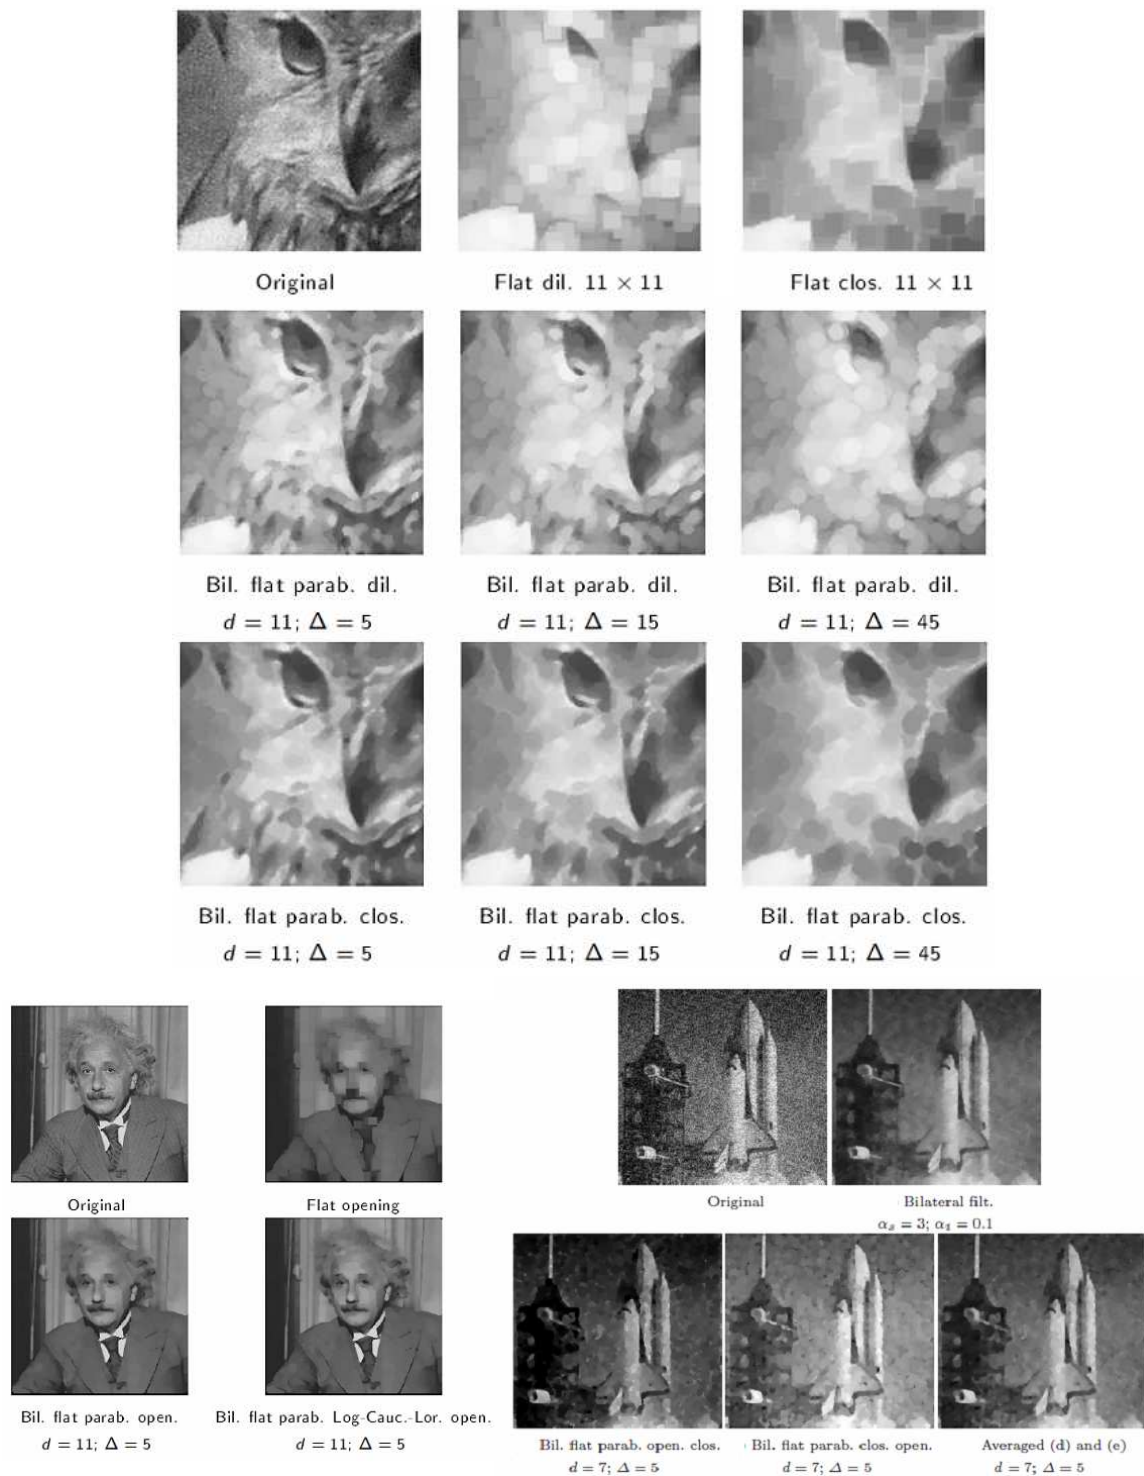 Original
Flat dil. 11 × 11
Flat clos. 11 × 11
Bil. flat parab. dil.
d = 11; Δ = 5
Bil. flat parab. dil.
d = 11; Δ = 15
Bil. flat parab. dil.
d = 11; Δ = 45
Bil. flat parab. clos.
d = 11; Δ = 5
Bil. flat parab. clos.
d = 11; Δ = 15
Bil. flat parab. clos.
d = 11; Δ = 45
Original
Flat opening
Bil. flat parab. open.
d = 11; Δ = 5
Bil. flat parab. Log-Cauc.-Lor. open.
d = 11; Δ = 5
Original
Bilateral filt.
αₛ = 3; α₁ = 0.1
Bil. flat parab. open. clos.
d = 7; Δ = 5
Bil. flat parab. clos. open.
d = 7; Δ = 5
Averaged (d) and (e)
d = 7; Δ = 5